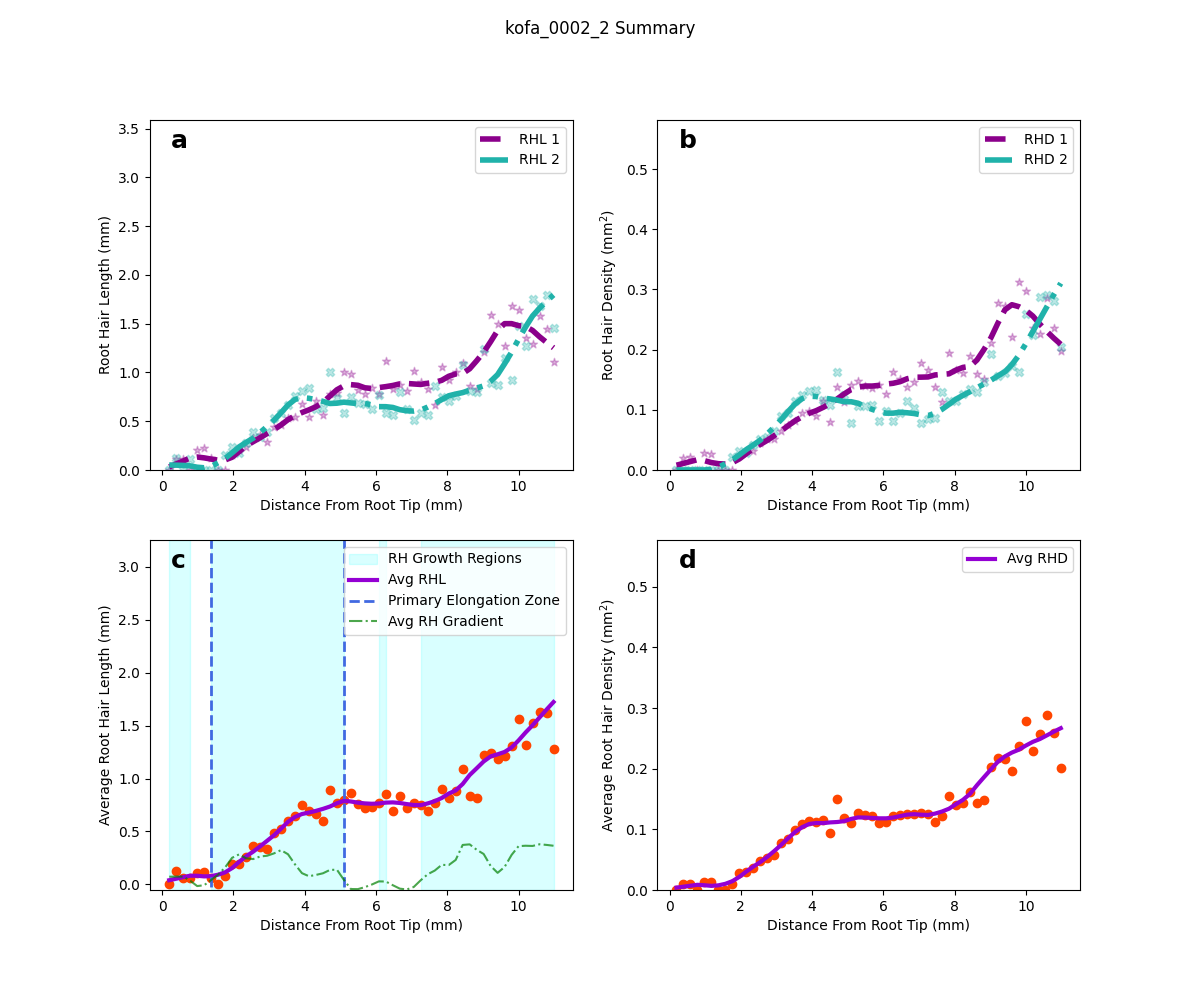 kofa_0002_2 Summary
a
RHL 1
RHL 2
3.5
3.0
2.5
2.0
1.5
1.0
0.5
0.0
Root Hair Length (mm)
0 2 4 6 8 10
Distance From Root Tip (mm)
b
RHD 1
RHD 2
0.5
0.4
0.3
0.2
0.1
0.0
Root Hair Density (mm²)
0 2 4 6 8 10
Distance From Root Tip (mm)
c
RH Growth Regions
Avg RHL
Primary Elongation Zone
Avg RH Gradient
3.0
2.5
2.0
1.5
1.0
0.5
0.0
Average Root Hair Length (mm)
0 2 4 6 8 10
Distance From Root Tip (mm)
d
Avg RHD
0.5
0.4
0.3
0.2
0.1
0.0
Average Root Hair Density (mm²)
0 2 4 6 8 10
Distance From Root Tip (mm)